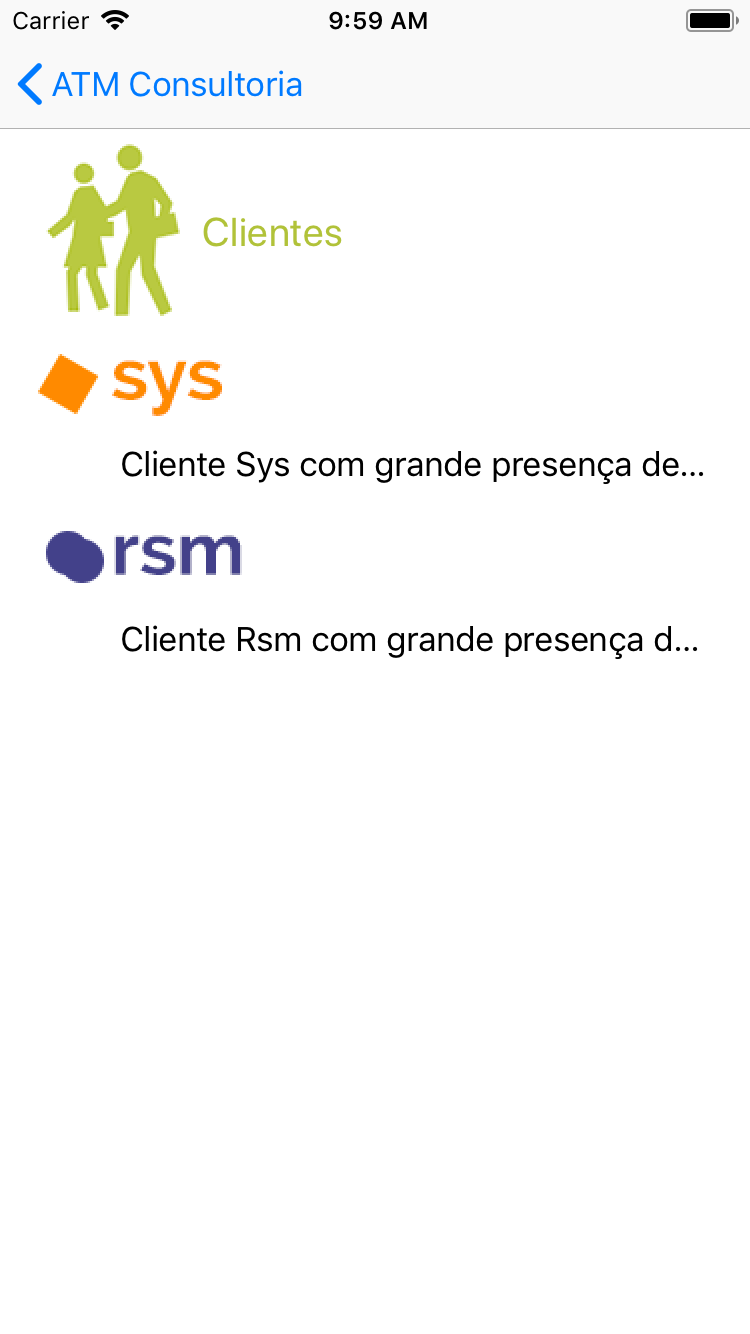 Carrier 9:59 AM
ATM Consultoria
Clientes
sys
Cliente Sys com grande presença de...
rsm
Cliente Rsm com grande presença d...